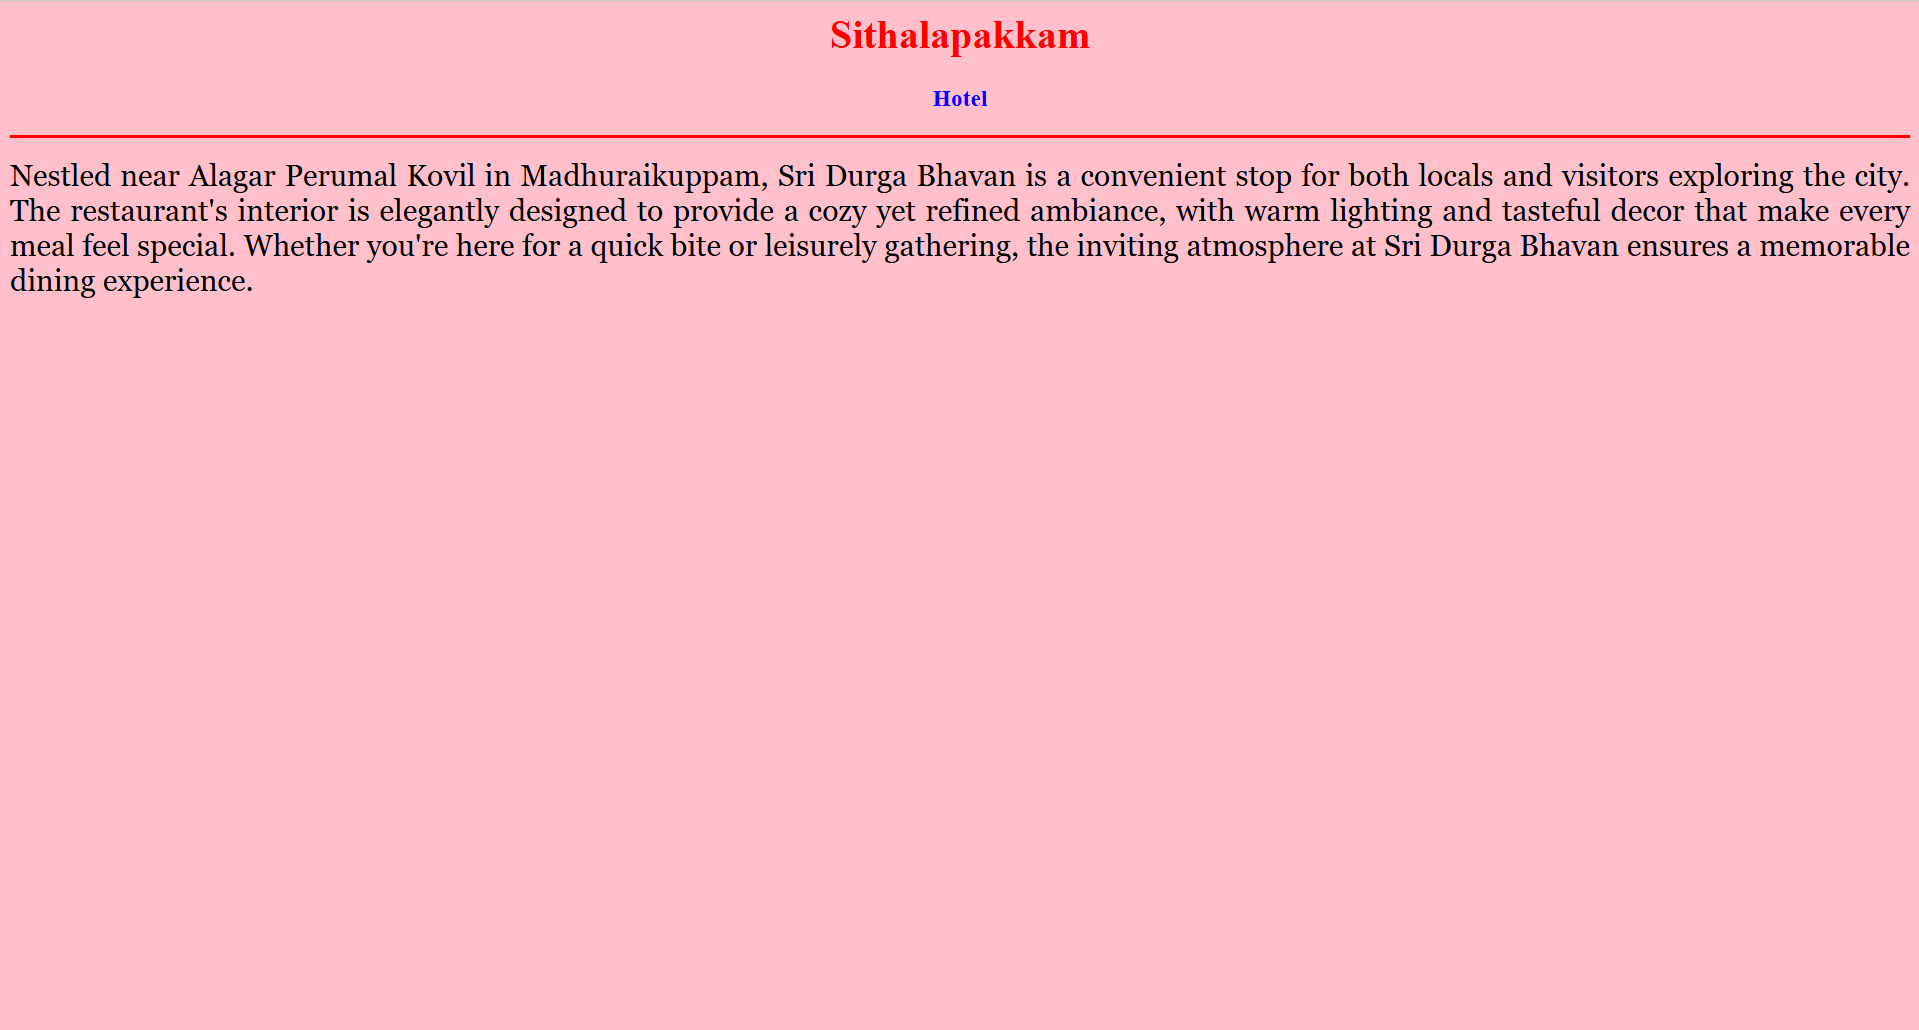 Sithalapakkam
Hotel
Nestled near Alagar Perumal Kovil in Madhuraikuppam, Sri Durga Bhavan is a convenient stop for both locals and visitors exploring the city.
The restaurant's interior is elegantly designed to provide a cozy yet refined ambiance, with warm lighting and tasteful decor that make every
meal feel special. Whether you're here for a quick bite or leisurely gathering, the inviting atmosphere at Sri Durga Bhavan ensures a memorable
dining experience.